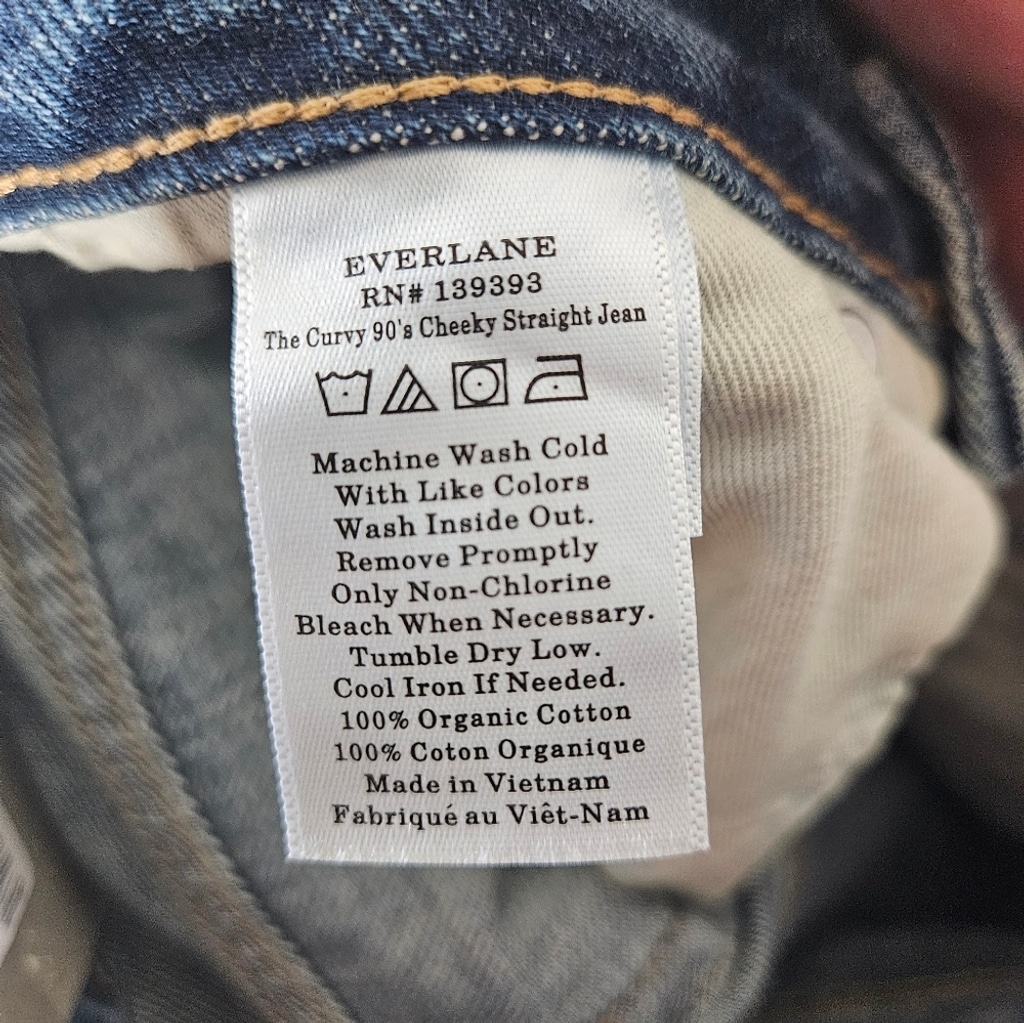 EVERLANE
RN# 139393
The Curvy 90's Cheeky Straight Jean
Machine Wash Cold
With Like Colors
Wash Inside Out.
Remove Promptly
Only Non-Chlorine
Bleach When Necessary.
Tumble Dry Low.
Cool Iron If Needed.
100% Organic Cotton
100% Coton Organique
Made in Vietnam
Fabriqué au Viêt-Nam